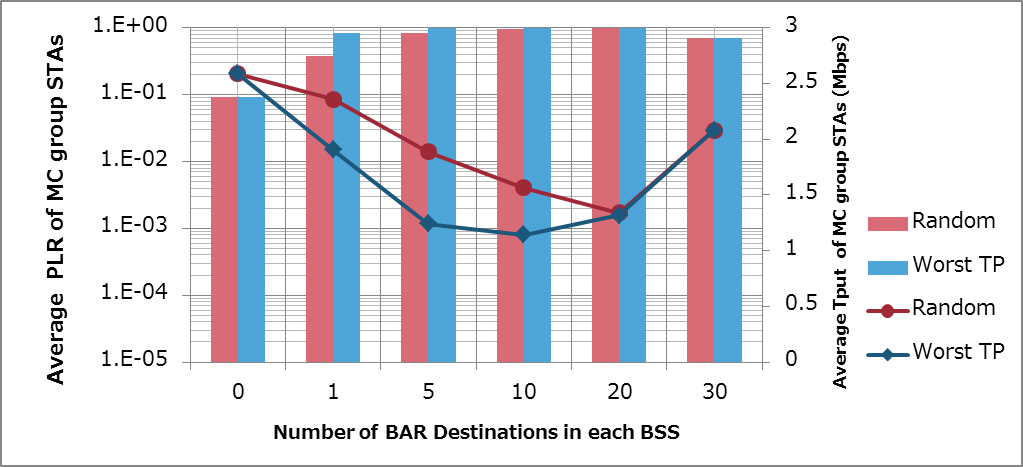 Average PLR of MC group STAs
1.E+00
1.E-01
1.E-02
1.E-03
1.E-04
1.E-05
0
1
5
10
20
30
Number of BAR Destinations in each BSS
3
2.5
2
1.5
1
0.5
0
Average Tput of MC group STAs (Mbps)
Random
Worst TP
Random
Worst TP